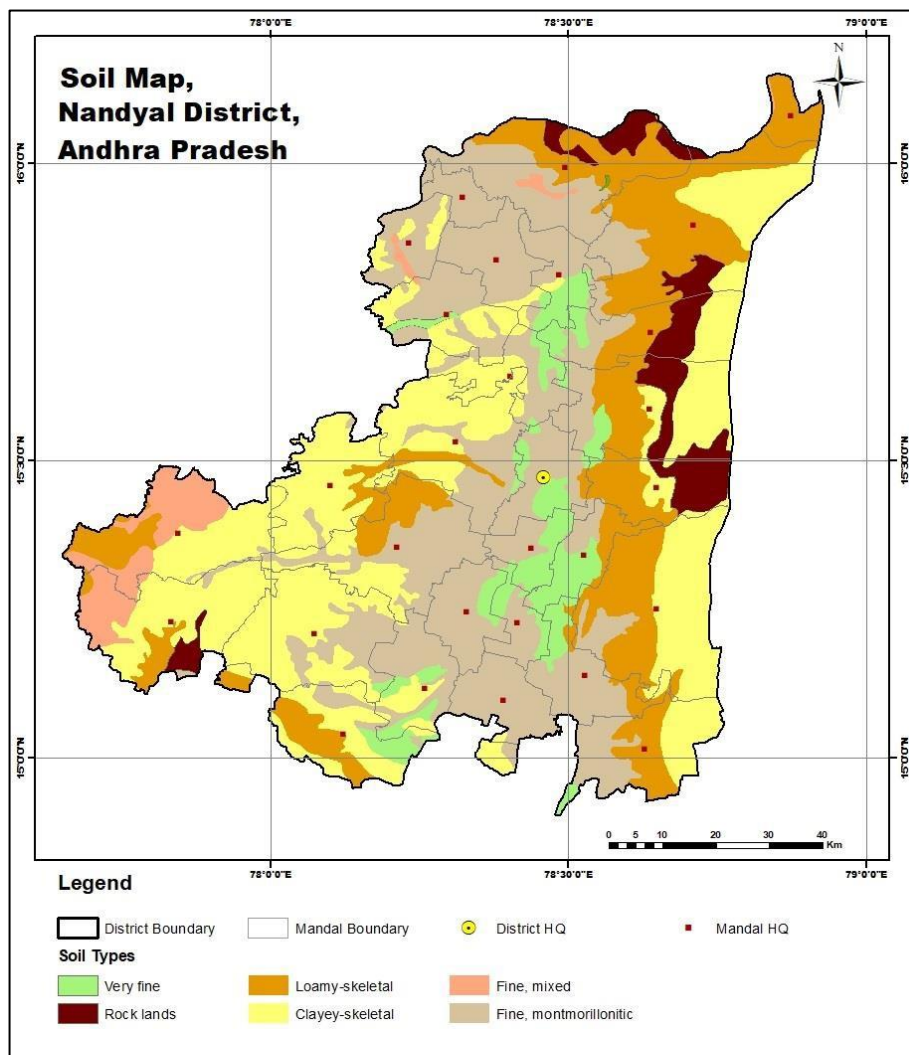 78°0'0"E 78°30'0"E 79°0'0"E
Soil Map,
Nandyal District,
Andhra Pradesh
N
16°0'0"N 16°0'0"N
15°30'0"N 15°30'0"N
15°0'0"N 15°0'0"N
0 5 10 20 30 40
Km
78°0'0"E 78°30'0"E 79°0'0"E
Legend
District Boundary Mandal Boundary District HQ Mandal HQ
Soil Types
Very fine Loamy-skeletal Fine, mixed
Rock lands Clayey-skeletal Fine, montmorillonitic